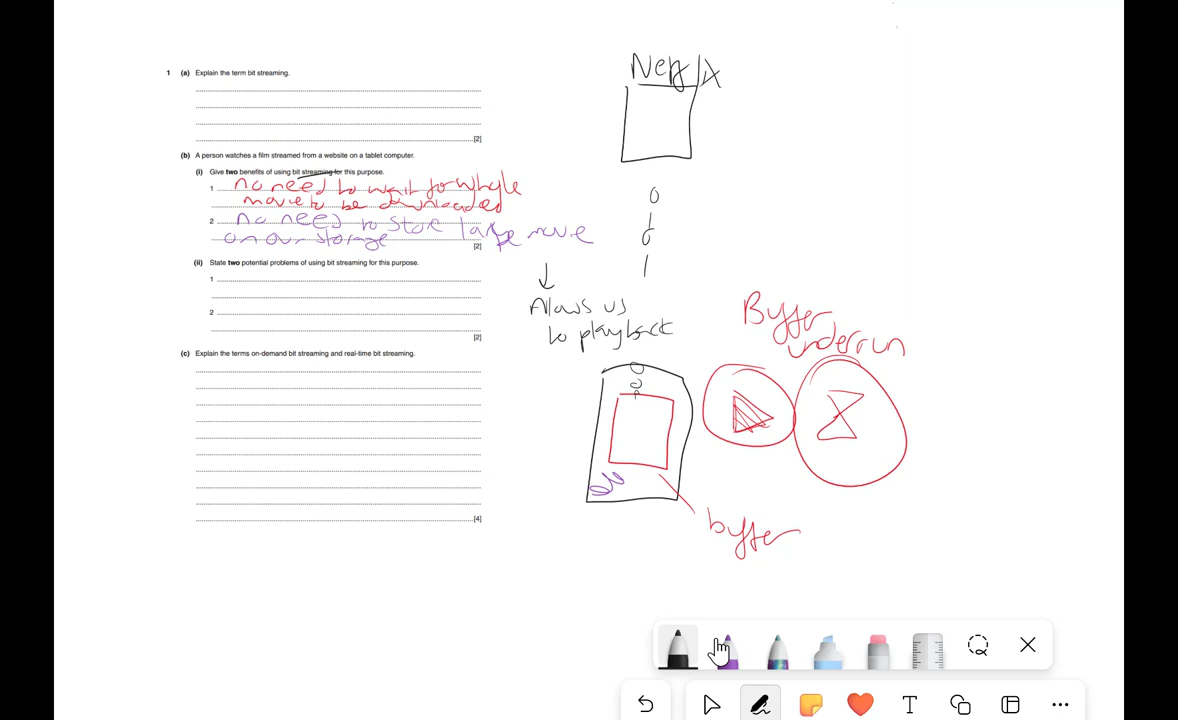 1 (a) Explain the term bit streaming.
[2]
(b) A person watches a film streamed from a website on a tablet computer.
(i) Give two benefits of using bit streaming for this purpose.
1 no need to wait for whole
movie to be downloaded
2 no need to store large movie
on our storage
[2]
(ii) State two potential problems of using bit streaming for this purpose.
1
2
[2]
(c) Explain the terms on-demand bit streaming and real-time bit streaming.
[4]
Netflix
0
1
0
1
Allows us
to playback
Buffer
underrun
buffer